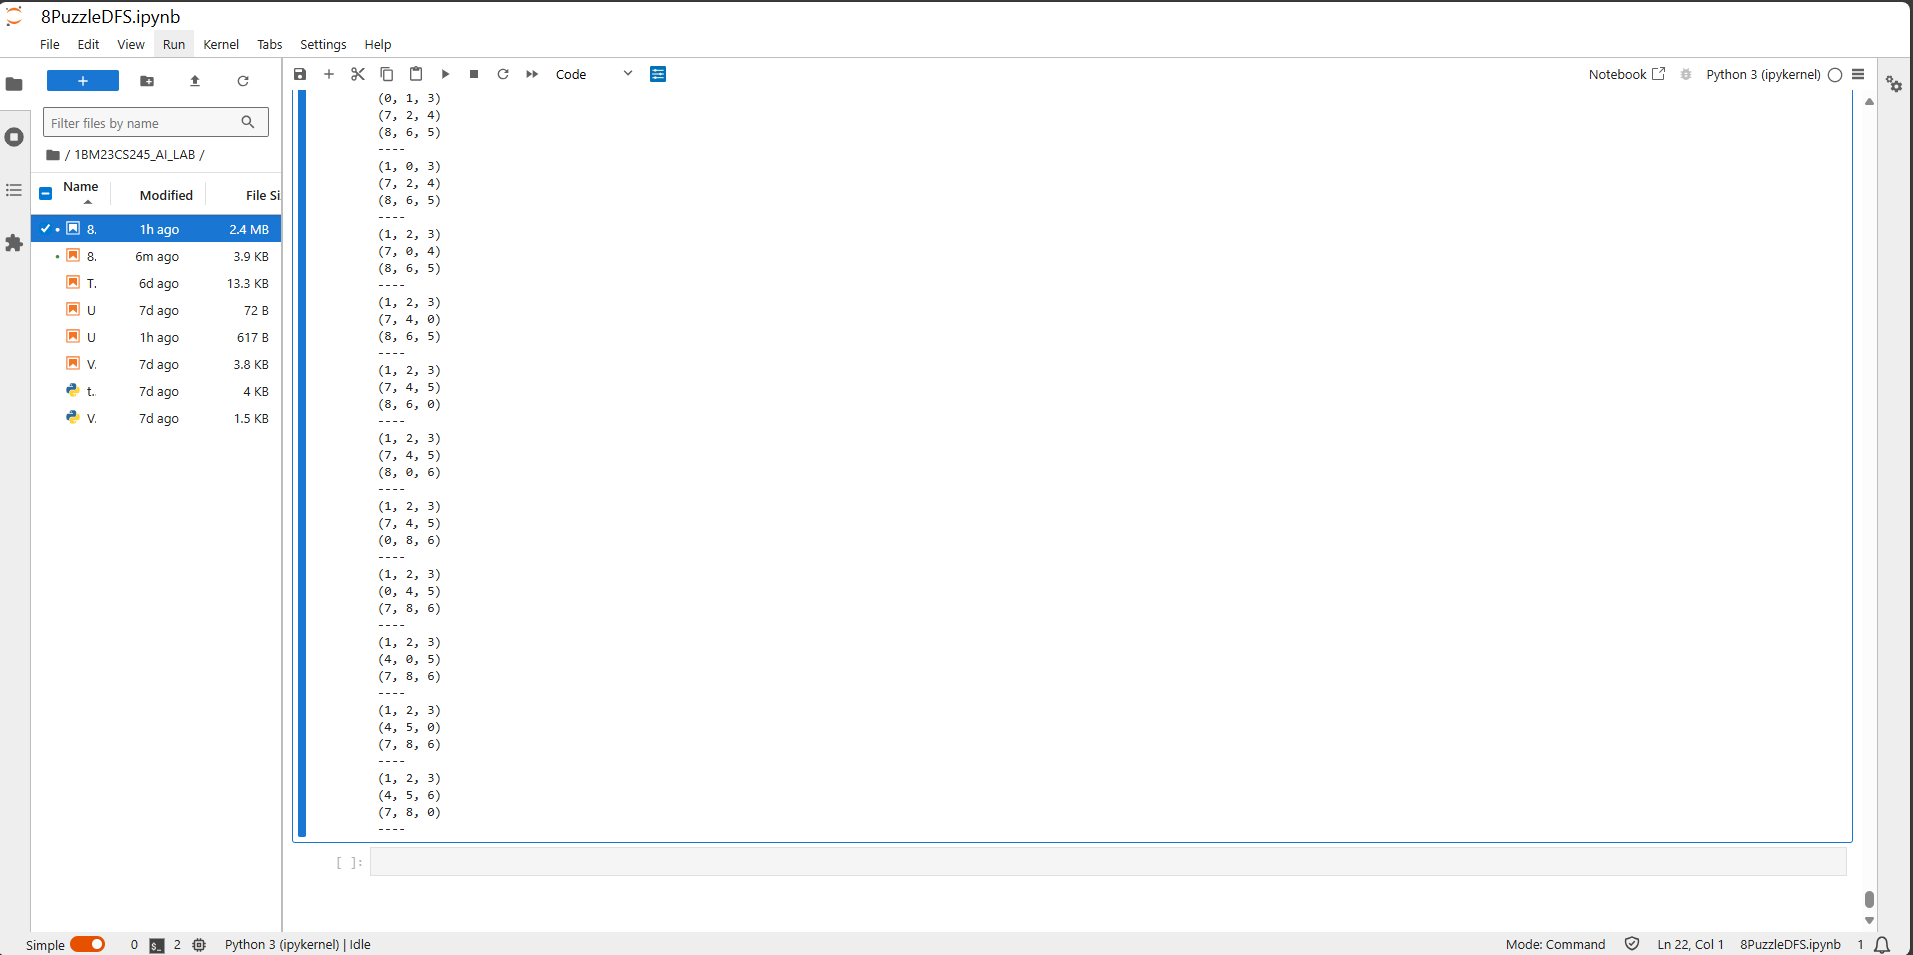 8PuzzleDFS.ipynb
File Edit View Run Kernel Tabs Settings Help
+ Code Notebook Python 3 (ipykernel)
Filter files by name
/ 1BM23CS245_AI_LAB /
Name Modified File Si
8. 1h ago 2.4 MB
8. 6m ago 3.9 KB
T. 6d ago 13.3 KB
U 7d ago 72 B
U 1h ago 617 B
V. 7d ago 3.8 KB
t.. 7d ago 4 KB
V. 7d ago 1.5 KB
(0, 1, 3)
(7, 2, 4)
(8, 6, 5)
----
(1, 0, 3)
(7, 2, 4)
(8, 6, 5)
----
(1, 2, 3)
(7, 0, 4)
(8, 6, 5)
----
(1, 2, 3)
(7, 4, 0)
(8, 6, 5)
----
(1, 2, 3)
(7, 4, 5)
(8, 6, 0)
----
(1, 2, 3)
(7, 4, 5)
(8, 0, 6)
----
(1, 2, 3)
(7, 4, 5)
(0, 8, 6)
----
(1, 2, 3)
(0, 4, 5)
(7, 8, 6)
----
(1, 2, 3)
(4, 0, 5)
(7, 8, 6)
----
(1, 2, 3)
(4, 5, 0)
(7, 8, 6)
----
(1, 2, 3)
(4, 5, 6)
(7, 8, 0)
----
[ ]:
Simple 0 $_ 2 Python 3 (ipykernel) | Idle Mode: Command Ln 22, Col 1 8PuzzleDFS.ipynb 1